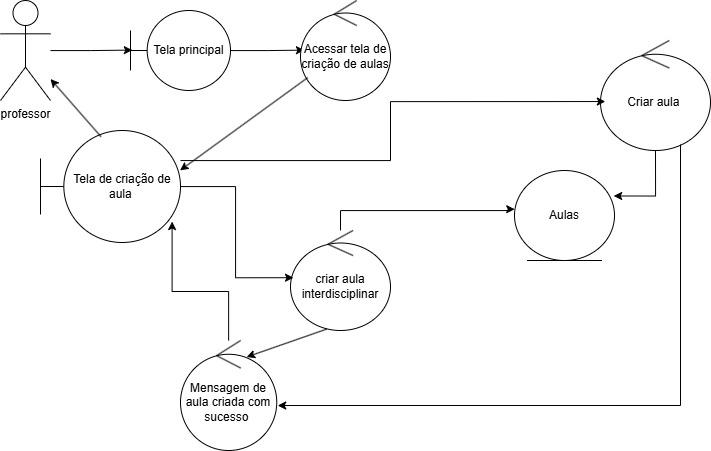 professor
Tela principal
Acessar tela de
criação de aulas
Criar aula
Tela de criação de
aula
Aulas
criar aula
interdisciplinar
Mensagem de
aula criada com
sucesso